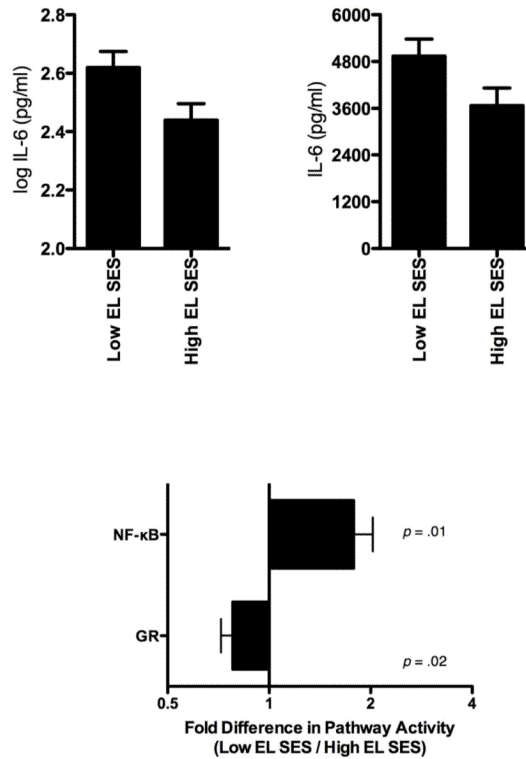 2.8
2.6
2.4
2.2
2.0
log IL-6 (pg/ml)
Low EL SES
High EL SES
6000
4800
3600
2400
1200
0
IL-6 (pg/ml)
Low EL SES
High EL SES
NF-κB
p = .01
GR
p = .02
0.5 1 2 4
Fold Difference in Pathway Activity
(Low EL SES / High EL SES)